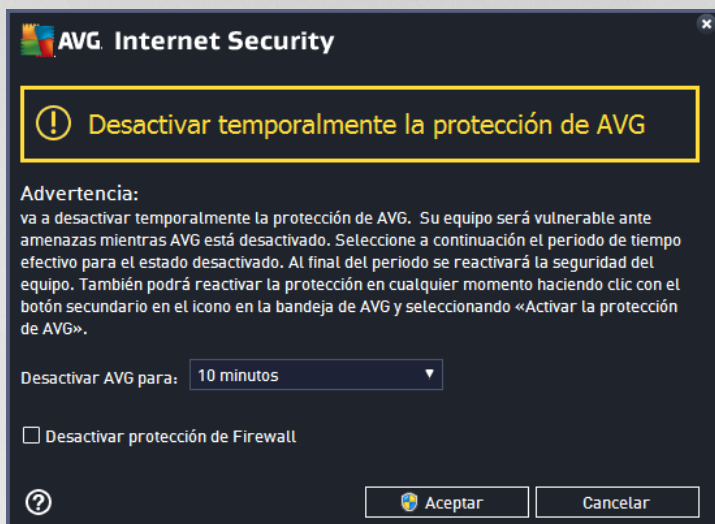 AVG. Internet Security
Desactivar temporalmente la protección de AVG
Advertencia:
va a desactivar temporalmente la protección de AVG. Su equipo será vulnerable ante
amenazas mientras AVG está desactivado. Seleccione a continuación el periodo de tiempo
efectivo para el estado desactivado. Al final del periodo se reactivará la seguridad del
equipo. También podrá reactivar la protección en cualquier momento haciendo clic con el
botón secundario en el icono en la bandeja de AVG y seleccionando «Activar la protección
de AVG».
Desactivar AVG para: 10 minutos
Desactivar protección de Firewall
Aceptar Cancelar